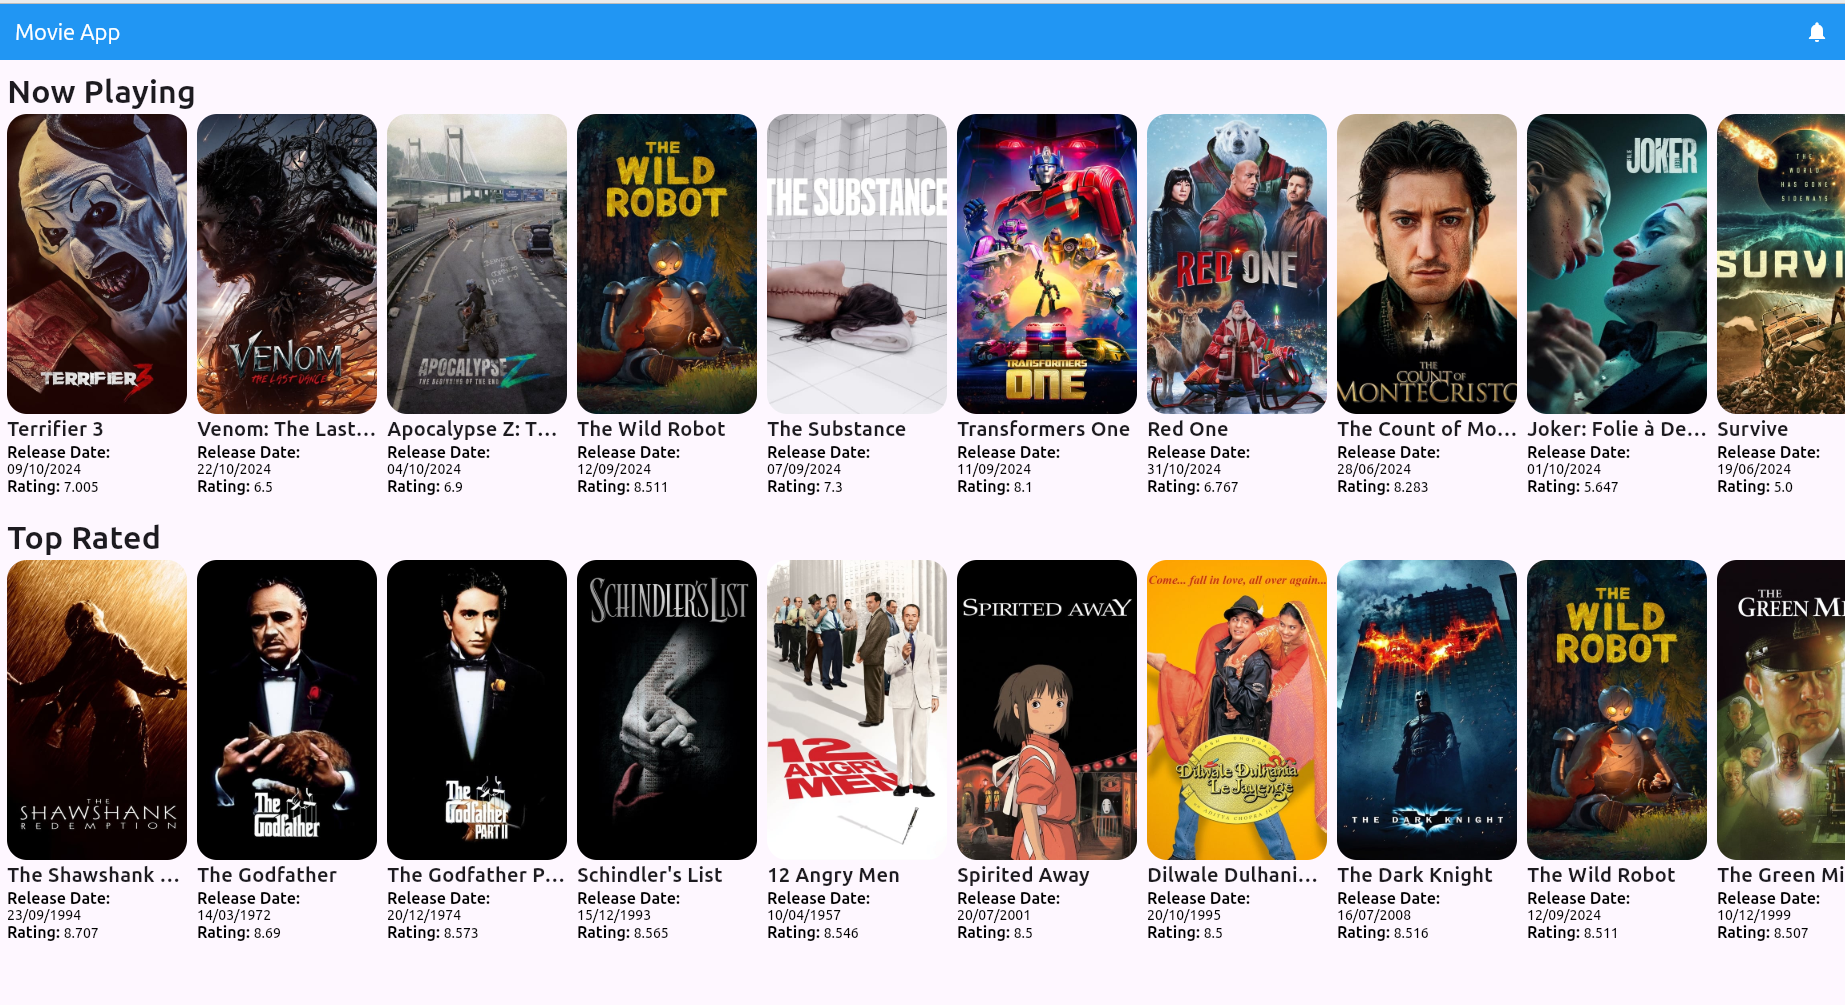 Movie App
Now Playing
TERRIFIER 3
VENOM
THE LAST DANCE
APOCALYPSE Z
THE BEGINNING OF THE END
THE
WILD
ROBOT
THE SUBSTANCE
TRANSFORMERS
ONE
RED ONE
THE
COUNT OF
MONTE CRISTO
JOKER
THE
WORLD
HAS GONE
SIDEWAYS
SURVI
Terrifier 3
Release Date:
09/10/2024
Rating: 7.005
Venom: The Last...
Release Date:
22/10/2024
Rating: 6.5
Apocalypse Z: T...
Release Date:
04/10/2024
Rating: 6.9
The Wild Robot
Release Date:
12/09/2024
Rating: 8.511
The Substance
Release Date:
07/09/2024
Rating: 7.3
Transformers One
Release Date:
11/09/2024
Rating: 8.1
Red One
Release Date:
31/10/2024
Rating: 6.767
The Count of Mo...
Release Date:
28/06/2024
Rating: 8.283
Joker: Folie à De...
Release Date:
01/10/2024
Rating: 5.647
Survive
Release Date:
19/06/2024
Rating: 5.0
Top Rated
THE
SHAWSHANK
REDEMPTION
The
Godfather
The
Godfather
PART II
SCHINDLER'S LIST
12
ANGRY
MEN
SPIRITED AWAY
Come... fall in love, all over again...
Dilwale Dulhania
Le Jayenge
THE DARK KNIGHT
THE
WILD
ROBOT
THE
GREEN MI
The Shawshank ...
Release Date:
23/09/1994
Rating: 8.707
The Godfather
Release Date:
14/03/1972
Rating: 8.69
The Godfather P...
Release Date:
20/12/1974
Rating: 8.573
Schindler's List
Release Date:
15/12/1993
Rating: 8.565
12 Angry Men
Release Date:
10/04/1957
Rating: 8.546
Spirited Away
Release Date:
20/07/2001
Rating: 8.5
Dilwale Dulhani...
Release Date:
20/10/1995
Rating: 8.5
The Dark Knight
Release Date:
16/07/2008
Rating: 8.516
The Wild Robot
Release Date:
12/09/2024
Rating: 8.511
The Green Mi
Release Date:
10/12/1999
Rating: 8.507